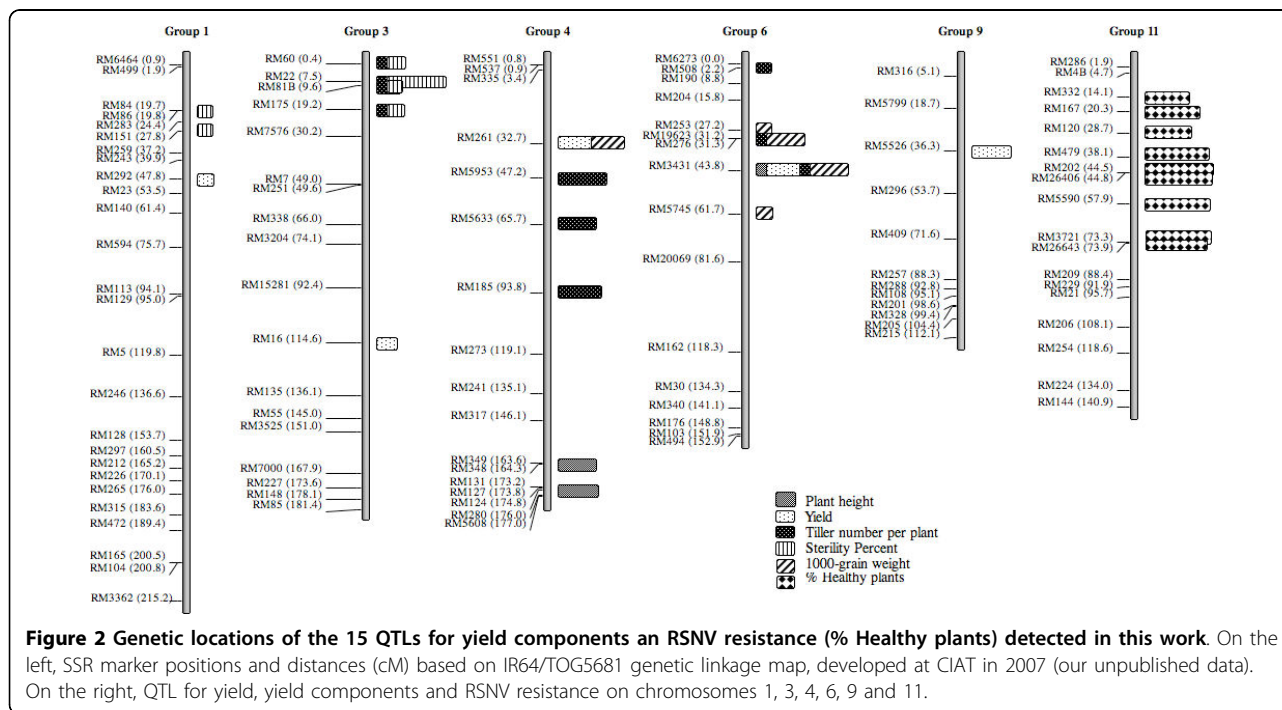 Group 1
RM6464 (0.9)
RM499 (1.9)
RM84 (19.7)
RM86 (19.8)
RM283 (24.4)
RM151 (27.8)
RM259 (37.2)
RM243 (39.9)
RM292 (47.8)
RM23 (53.5)
RM140 (61.4)
RM594 (75.7)
RM113 (94.1)
RM129 (95.0)
RM5 (119.8)
RM246 (136.6)
RM128 (153.7)
RM297 (160.5)
RM212 (165.2)
RM226 (170.1)
RM265 (176.0)
RM315 (183.6)
RM472 (189.4)
RM165 (200.5)
RM104 (200.8)
RM3362 (215.2)
Group 3
RM60 (0.4)
RM22 (7.5)
RM81B (9.6)
RM175 (19.2)
RM7576 (30.2)
RM7 (49.0)
RM251 (49.6)
RM338 (66.0)
RM3204 (74.1)
RM15281 (92.4)
RM16 (114.6)
RM135 (136.1)
RM55 (145.0)
RM3525 (151.0)
RM7000 (167.9)
RM227 (173.6)
RM148 (178.1)
RM85 (181.4)
Group 4
RM551 (0.8)
RM537 (0.9)
RM335 (3.4)
RM261 (32.7)
RM5953 (47.2)
RM5633 (65.7)
RM185 (93.8)
RM273 (119.1)
RM241 (135.1)
RM317 (146.1)
RM349 (163.6)
RM348 (164.3)
RM131 (173.2)
RM127 (173.8)
RM124 (174.8)
RM280 (176.0)
RM5608 (177.0)
Group 6
RM6273 (0.0)
RM508 (2.2)
RM190 (8.8)
RM204 (15.8)
RM253 (27.2)
RM19623 (31.2)
RM276 (31.3)
RM3431 (43.8)
RM5745 (61.7)
RM20069 (81.6)
RM162 (118.3)
RM30 (134.3)
RM340 (141.1)
RM176 (148.8)
RM103 (151.9)
RM494 (152.9)
Group 9
RM316 (5.1)
RM5799 (18.7)
RM5526 (36.3)
RM296 (53.7)
RM409 (71.6)
RM257 (88.3)
RM288 (92.8)
RM108 (95.1)
RM201 (98.6)
RM328 (99.4)
RM205 (104.4)
RM215 (112.1)
Group 11
RM286 (1.9)
RM4B (4.7)
RM332 (14.1)
RM167 (20.3)
RM120 (28.7)
RM479 (38.1)
RM202 (44.5)
RM26406 (44.8)
RM5590 (57.9)
RM3721 (73.3)
RM26643 (73.9)
RM209 (88.4)
RM229 (91.9)
RM21 (95.7)
RM206 (108.1)
RM254 (118.6)
RM224 (134.0)
RM144 (140.9)
Plant height
Yield
Tiller number per plant
Sterility Percent
1000-grain weight
% Healthy plants
Figure 2 Genetic locations of the 15 QTLs for yield components an RSNV resistance (% Healthy plants) detected in this work. On the
left, SSR marker positions and distances (cM) based on IR64/TOG5681 genetic linkage map, developed at CIAT in 2007 (our unpublished data).
On the right, QTL for yield, yield components and RSNV resistance on chromosomes 1, 3, 4, 6, 9 and 11.